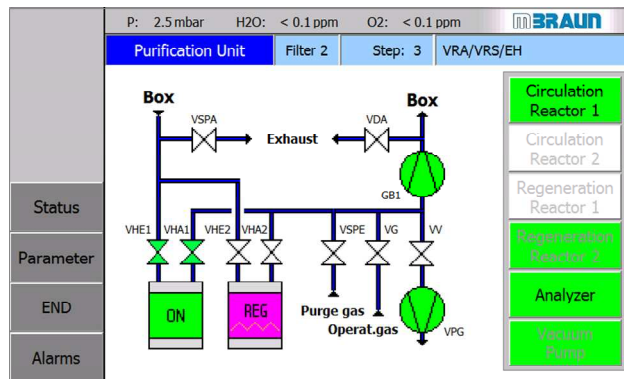 P: 2.5 mbar H2O: < 0.1 ppm O2: < 0.1 ppm MBRAUN
Purification Unit Filter 2 Step: 3 VRA/VRS/EH
Box
Box
VSPA
VDA
Exhaust
GB1
VHE1 VHA1 VHE2 VHA2 VSPE VG VV
ON
REG
Purge gas
Operat.gas
VPG
Status
Parameter
END
Alarms
Circulation
Reactor 1
Circulation
Reactor 2
Regeneration
Reactor 1
Regeneration
Reactor 2
Analyzer
Vacuum
Pump